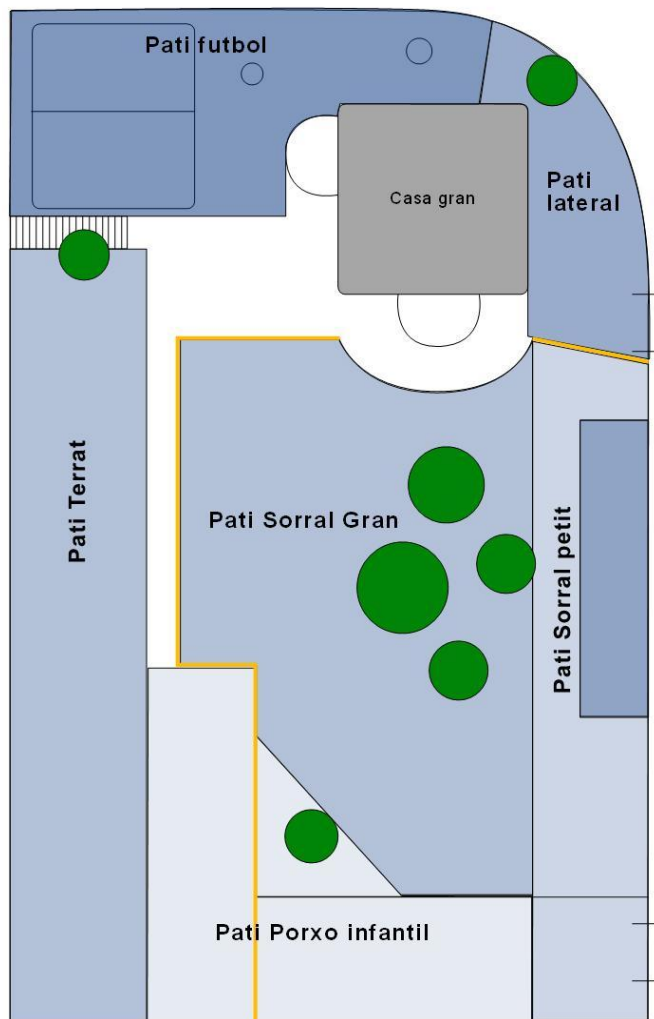 Pati futbol
Casa gran
Pati
lateral
Pati Terrat
Pati Sorral Gran
Pati Sorral petit
Pati Porxo infantil